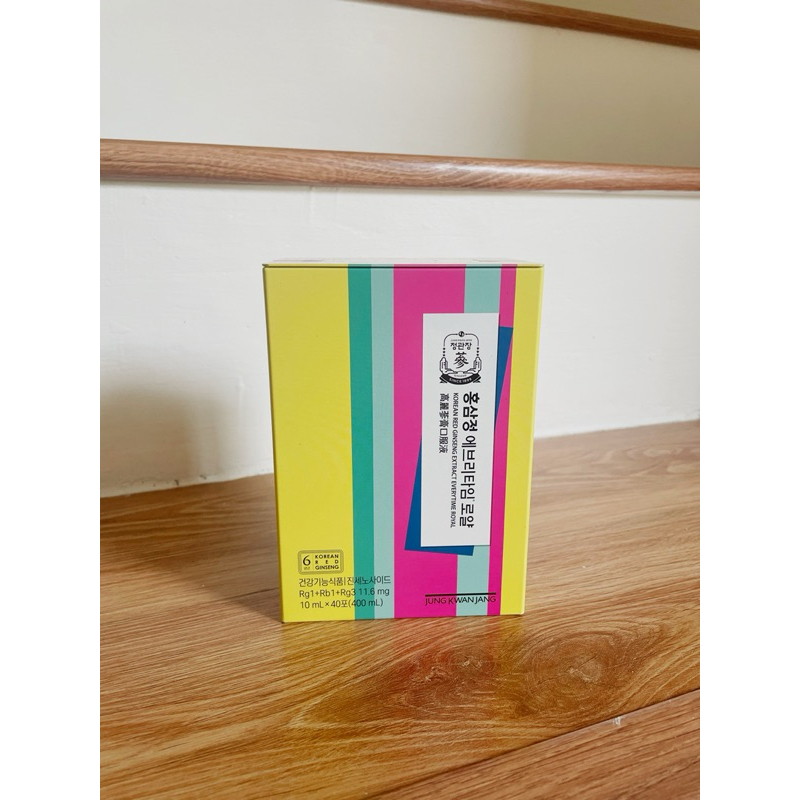 정관장
蔘
SINCE 1899
홍삼정 에브리타임 로얄
KOREAN RED GINSENG EXTRACT EVERYTIME ROYAL
高麗蔘膏口服液
6 KOREAN
RED
GINSENG
건강기능식품|진세노사이드
Rg1+Rb1+Rg3 11.6 mg
10 mL×40포(400 mL)
JUNG KWAN JANG